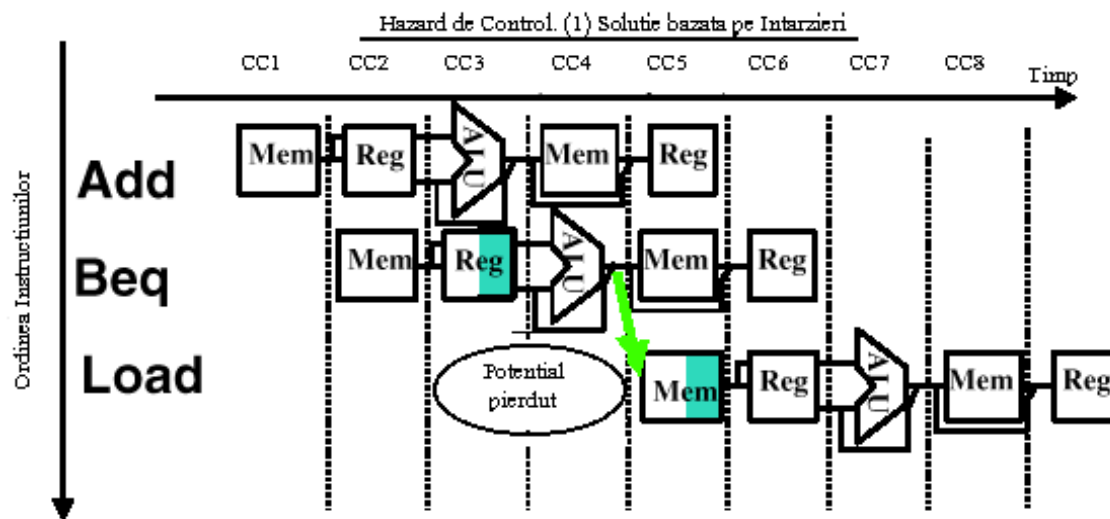 Hazard de Control. (1) Solutie bazata pe Intarzieri
CC1 CC2 CC3 CC4 CC5 CC6 CC7 CC8
Timp
Ordinea Instructiunilor
Add
Mem Reg ALU Mem Reg
Beq
Mem Reg ALU Mem Reg
Load
Potential
pierdut
Mem Reg ALU Mem Reg